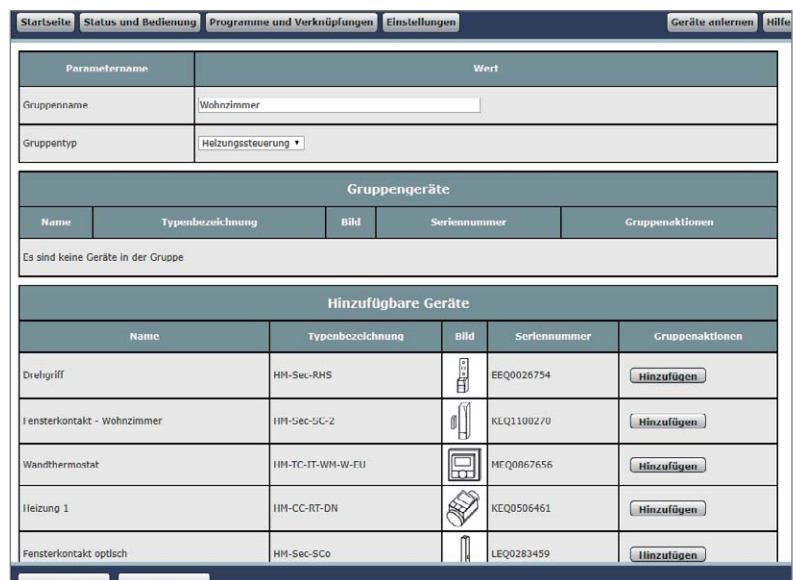 Startseite Status und Bedienung Programme und Verknüpfungen Einstellungen Geräte anlernen Hilfe
Parametername Wert
Gruppenname Wohnzimmer
Gruppentyp Heizungssteuerung
Gruppengeräte
Name Typenbezeichnung Bild Seriennummer Gruppenaktionen
Es sind keine Geräte in der Gruppe
Hinzufügbare Geräte
Name Typenbezeichnung Bild Seriennummer Gruppenaktionen
Drehgriff HM-Sec-RHS EEQ0026754 Hinzufügen
Fensterkontakt - Wohnzimmer HM-Sec-SC-2 KEQ1100270 Hinzufügen
Wandthermostat HM-TC-IT-WM-W-EU MEQ0867656 Hinzufügen
Heizung 1 HM-CC-RT-DN KEQ0506461 Hinzufügen
Fensterkontakt optisch HM-Sec-SCo LEQ0283459 Hinzufügen